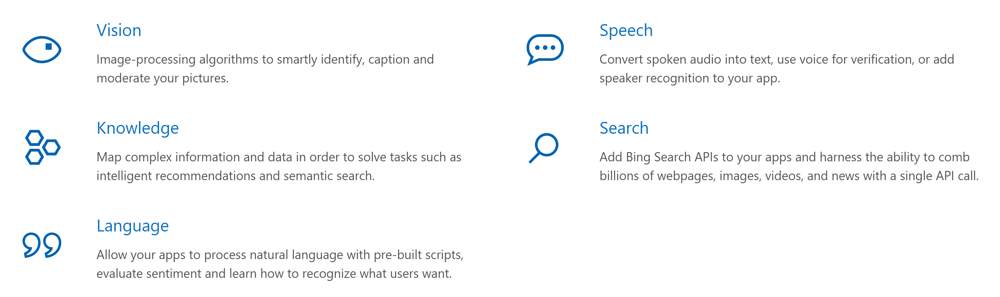 Vision
Image-processing algorithms to smartly identify, caption and
moderate your pictures.
Speech
Convert spoken audio into text, use voice for verification, or add
speaker recognition to your app.
Knowledge
Map complex information and data in order to solve tasks such as
intelligent recommendations and semantic search.
Search
Add Bing Search APIs to your apps and harness the ability to comb
billions of webpages, images, videos, and news with a single API call.
Language
Allow your apps to process natural language with pre-built scripts,
evaluate sentiment and learn how to recognize what users want.